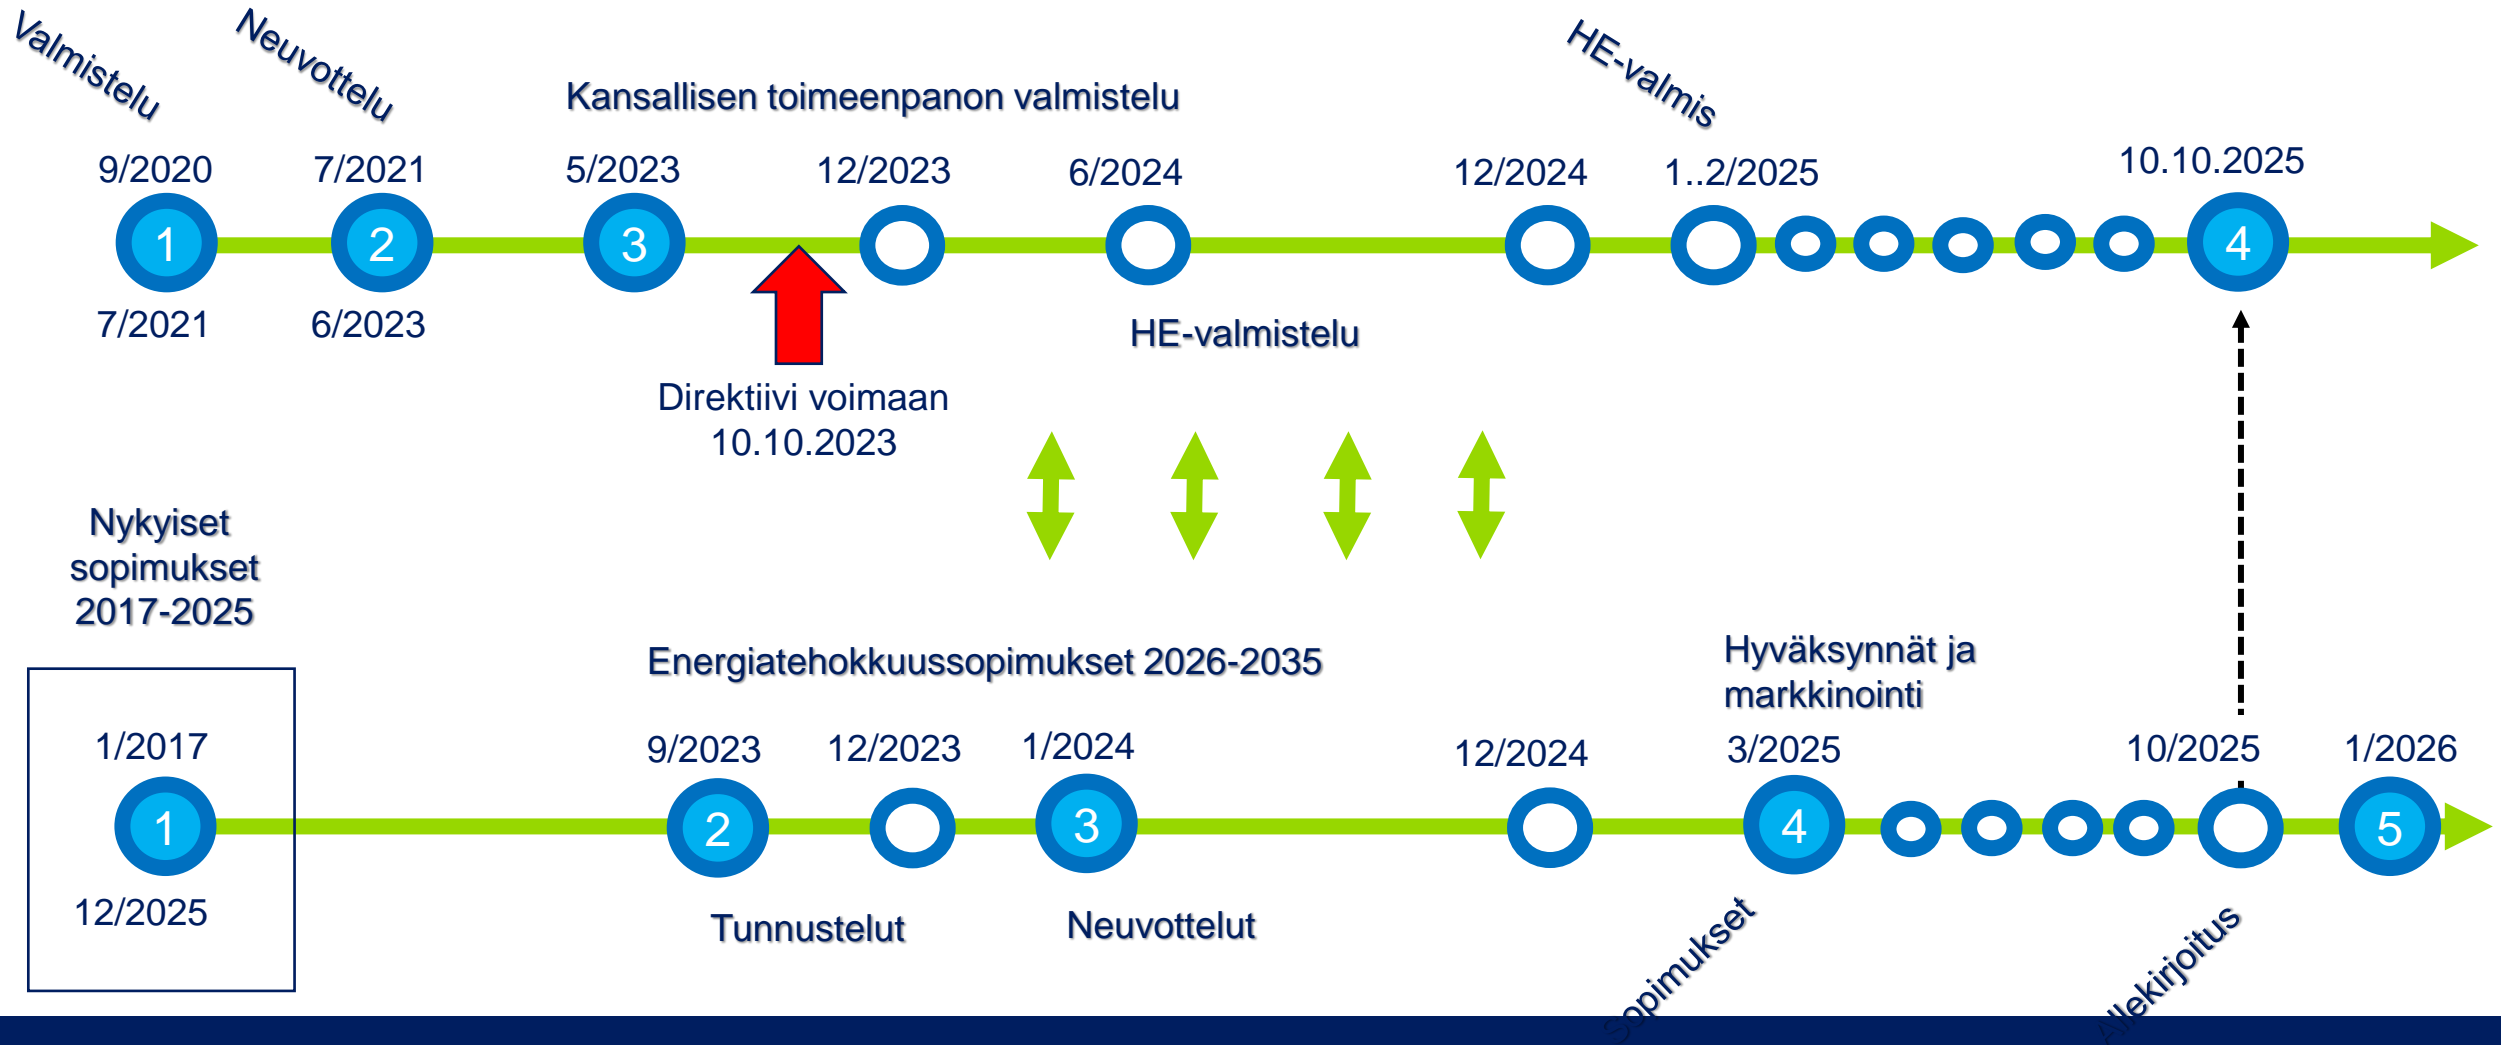 Valmistelu
Neuvottelu
HE-valmis
Kansallisen toimeenpanon valmistelu
9/2020
7/2021
5/2023
12/2023
6/2024
12/2024
1..2/2025
10.10.2025
1
2
3
4
7/2021
6/2023
HE-valmistelu
Direktiivi voimaan
10.10.2023
Nykyiset
sopimukset
2017-2025
Energiatehokkuussopimukset 2026-2035
Hyväksynnät ja
markkinointi
1/2017
9/2023
12/2023
1/2024
12/2024
3/2025
10/2025
1/2026
1
2
3
4
5
12/2025
Tunnustelut
Neuvottelut
Sopimukset
Allekirjoitus